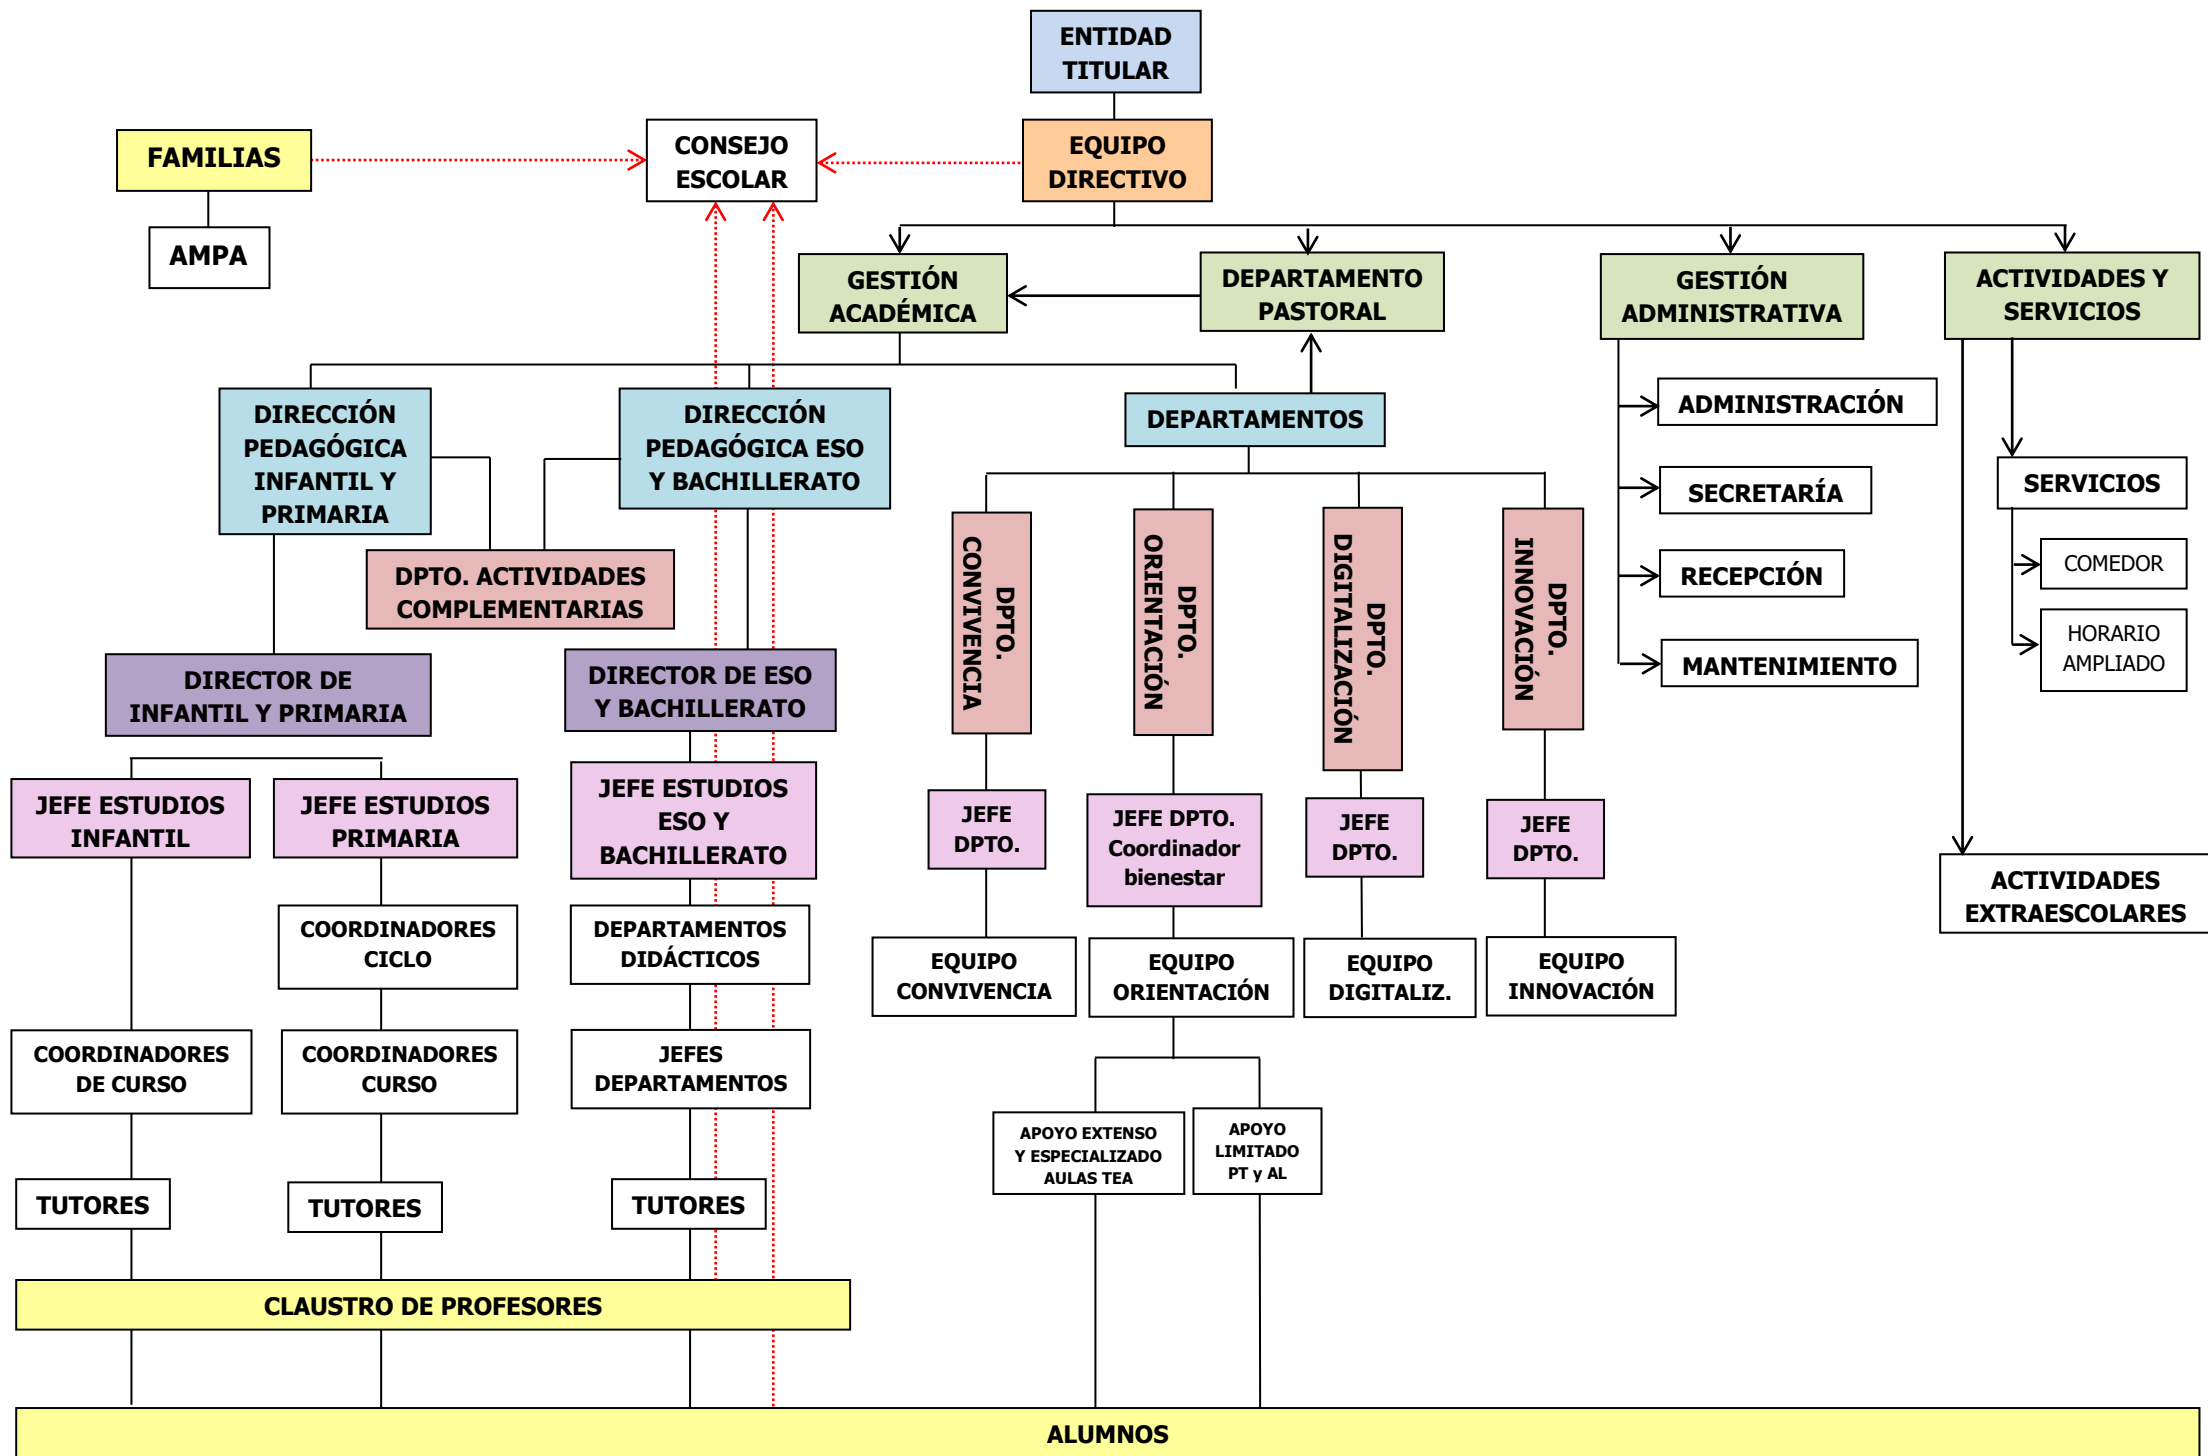 ENTIDAD
TITULAR
FAMILIAS
CONSEJO
ESCOLAR
EQUIPO
DIRECTIVO
AMPA
GESTIÓN
ACADÉMICA
DEPARTAMENTO
PASTORAL
GESTIÓN
ADMINISTRATIVA
ACTIVIDADES Y
SERVICIOS
DIRECCIÓN
PEDAGÓGICA
INFANTIL Y
PRIMARIA
DIRECCIÓN
PEDAGÓGICA ESO
Y BACHILLERATO
DEPARTAMENTOS
ADMINISTRACIÓN
SECRETARÍA
RECEPCIÓN
MANTENIMIENTO
SERVICIOS
COMEDOR
HORARIO
AMPLIADO
DPTO. ACTIVIDADES
COMPLEMENTARIAS
DPTO.
CONVIVENCIA
DPTO.
ORIENTACIÓN
DPTO.
DIGITALIZACIÓN
DPTO.
INNOVACIÓN
DIRECTOR DE
INFANTIL Y PRIMARIA
DIRECTOR DE ESO
Y BACHILLERATO
JEFE ESTUDIOS
INFANTIL
JEFE ESTUDIOS
PRIMARIA
JEFE ESTUDIOS
ESO Y
BACHILLERATO
JEFE
DPTO.
JEFE DPTO.
Coordinador
bienestar
JEFE
DPTO.
JEFE
DPTO.
ACTIVIDADES
EXTRAESCOLARES
COORDINADORES
CICLO
DEPARTAMENTOS
DIDÁCTICOS
EQUIPO
CONVIVENCIA
EQUIPO
ORIENTACIÓN
EQUIPO
DIGITALIZ.
EQUIPO
INNOVACIÓN
COORDINADORES
DE CURSO
COORDINADORES
CURSO
JEFES
DEPARTAMENTOS
APOYO EXTENSO
Y ESPECIALIZADO
AULAS TEA
APOYO
LIMITADO
PT y AL
TUTORES
TUTORES
TUTORES
CLAUSTRO DE PROFESORES
ALUMNOS